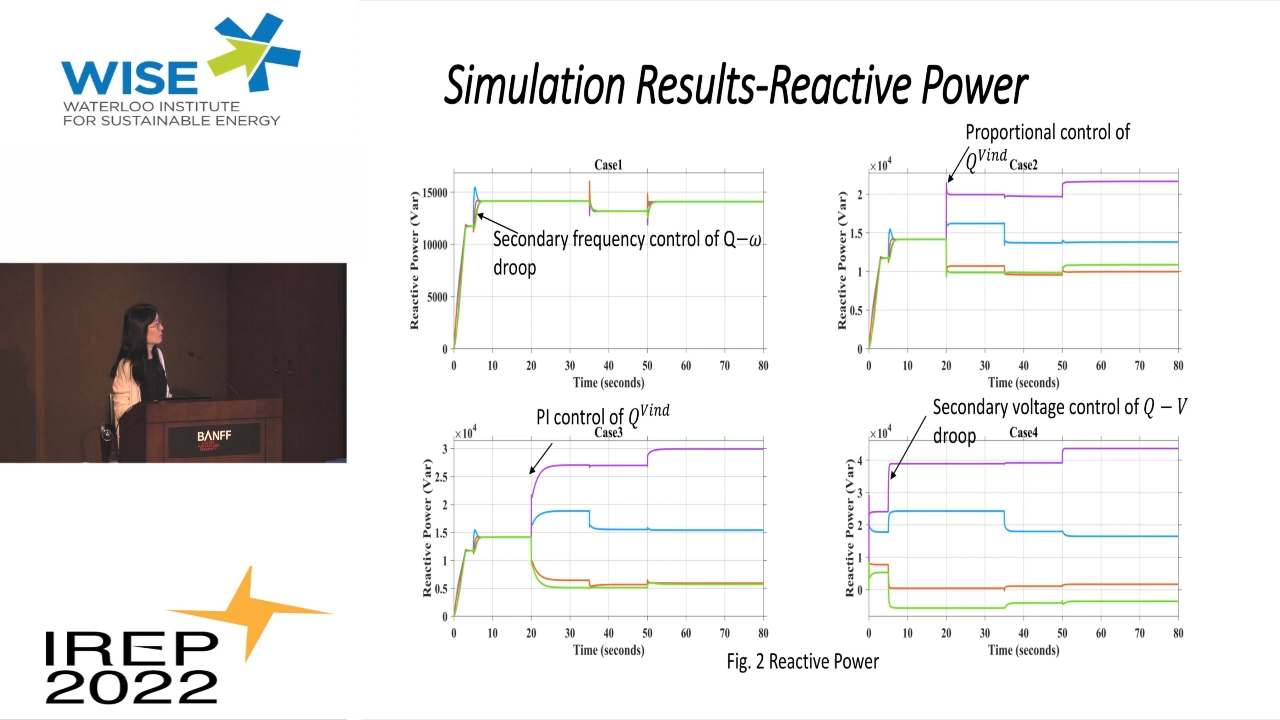 WISE
WATERLOO INSTITUTE
FOR SUSTAINABLE ENERGY
BANFF
IREP
2022
Simulation Results-Reactive Power
Case1
Reactive Power (Var)
15000
10000
5000
0
Secondary frequency control of Q−ω
droop
0 10 20 30 40 50 60 70 80
Time (seconds)
Proportional control of
Q^Vind
Case2
×10^4
Reactive Power (Var)
2
1.5
1
0.5
0
0 10 20 30 40 50 60 70 80
Time (seconds)
PI control of Q^Vind
Case3
×10^4
Reactive Power (Var)
3
2.5
2
1.5
1
0.5
0
0 10 20 30 40 50 60 70 80
Time (seconds)
Secondary voltage control of Q − V
droop
Case4
×10^4
Reactive Power (Var)
4
3
2
1
0
0 10 20 30 40 50 60 70 80
Time (seconds)
Fig. 2 Reactive Power